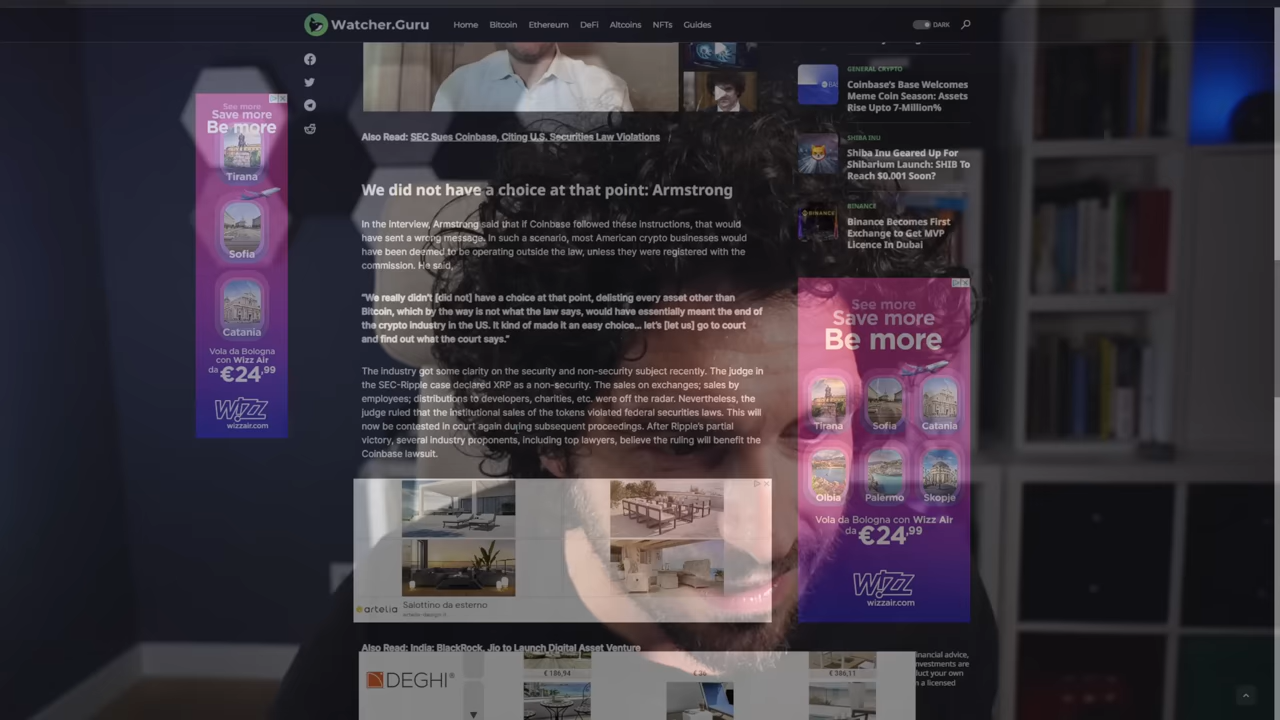 Watcher.Guru
Home Bitcoin Ethereum DeFi Altcoins NFTs Guides
DARK
See more
Save more
Be more
Tirana
Sofia
Catania
Vola da Bologna
con Wizz Air
da €24,99
WIZZ
wizzair.com
Also Read: SEC Sues Coinbase, Citing U.S. Securities Law Violations
We did not have a choice at that point: Armstrong
In the interview, Armstrong said that if Coinbase followed these instructions, that would
have sent a wrong message. In such a scenario, most American crypto businesses would
have been deemed to be operating outside the law, unless they were registered with the
commission. He said,
"We really didn't [did not] have a choice at that point, delisting every asset other than
Bitcoin, which by the way is not what the law says, would have essentially meant the end of
the crypto industry in the US. It kind of made it an easy choice… let's [let us] go to court
and find out what the court says."
The industry got some clarity on the security and non-security subject recently. The judge in
the SEC-Ripple case declared XRP as a non-security. The sales on exchanges; sales by
employees; distributions to developers, charities, etc. were off the radar. Nevertheless, the
judge ruled that the institutional sales of the tokens violated federal securities laws. This will
now be contested in court again during subsequent proceedings. After Ripple's partial
victory, several industry proponents, including top lawyers, believe the ruling will benefit the
Coinbase lawsuit.
artelia
Salottino da esterno
Also Read: India: BlackRock, Jio to Launch Digital Asset Venture
DEGHI
€ 186,94
€ 386,11
GENERAL CRYPTO
Coinbase's Base Welcomes
Meme Coin Season: Assets
Rise Upto 7-Million%
SHIBA INU
Shiba Inu Geared Up For
Shibarium Launch: SHIB To
Reach $0.001 Soon?
BINANCE
BINANCE
Binance Becomes First
Exchange to Get MVP
Licence In Dubai
See more
Save more
Be more
Tirana Sofia Catania
Olbia Palermo Skopje
Vola da Bologna con Wizz Air
da €24,99
WIZZ
wizzair.com
inancial advice,
nvestments are
duct your own
n a licensed